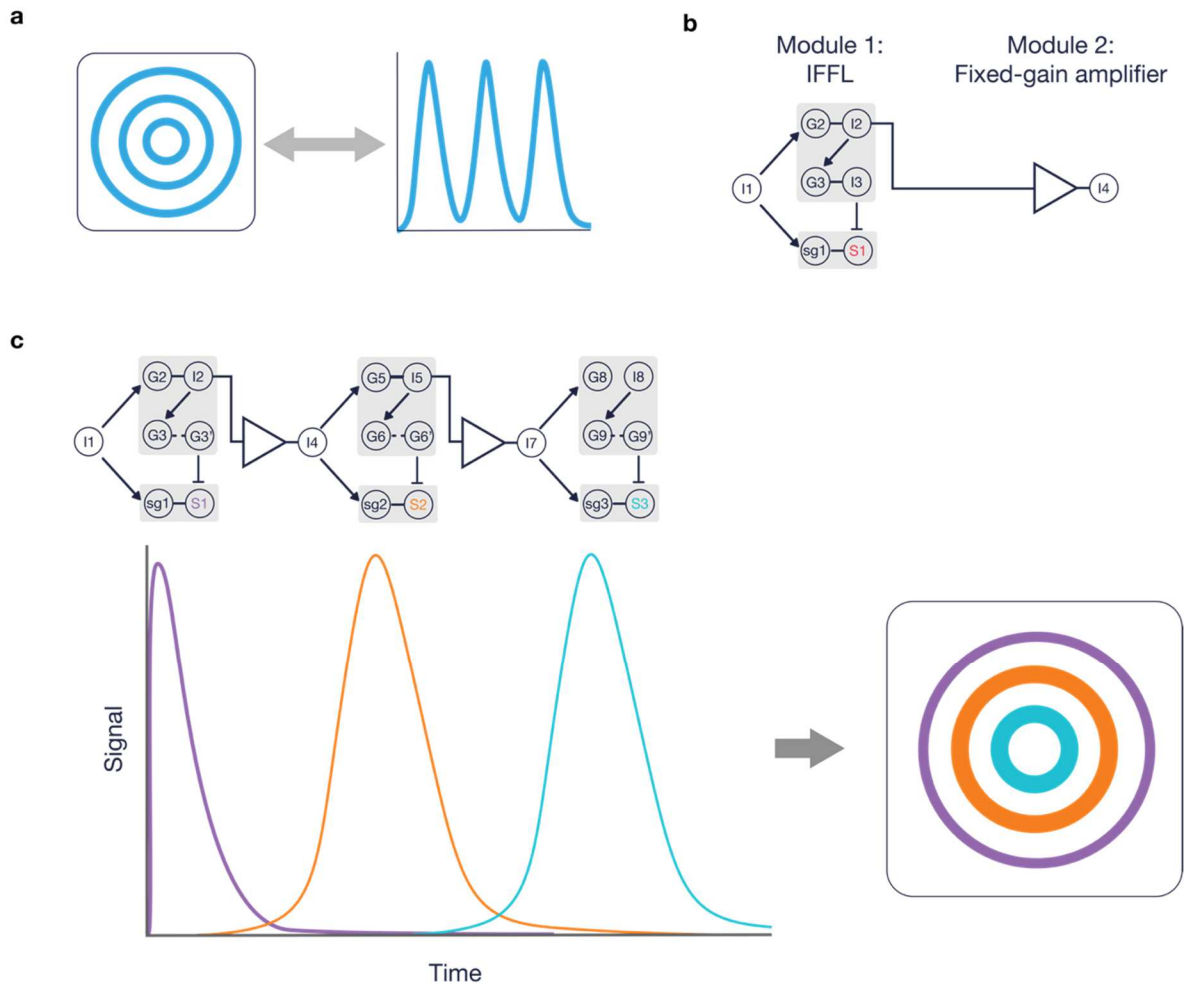 a
b
Module 1:
IFFL
Module 2:
Fixed-gain amplifier
G2 I2
I1
G3 I3
I4
sg1 S1
c
G2 I2
G5 I5
G8 I8
I1
G3 G3'
I4
G6 G6'
I7
G9 G9'
sg1 S1
sg2 S2
sg3 S3
Signal
Time